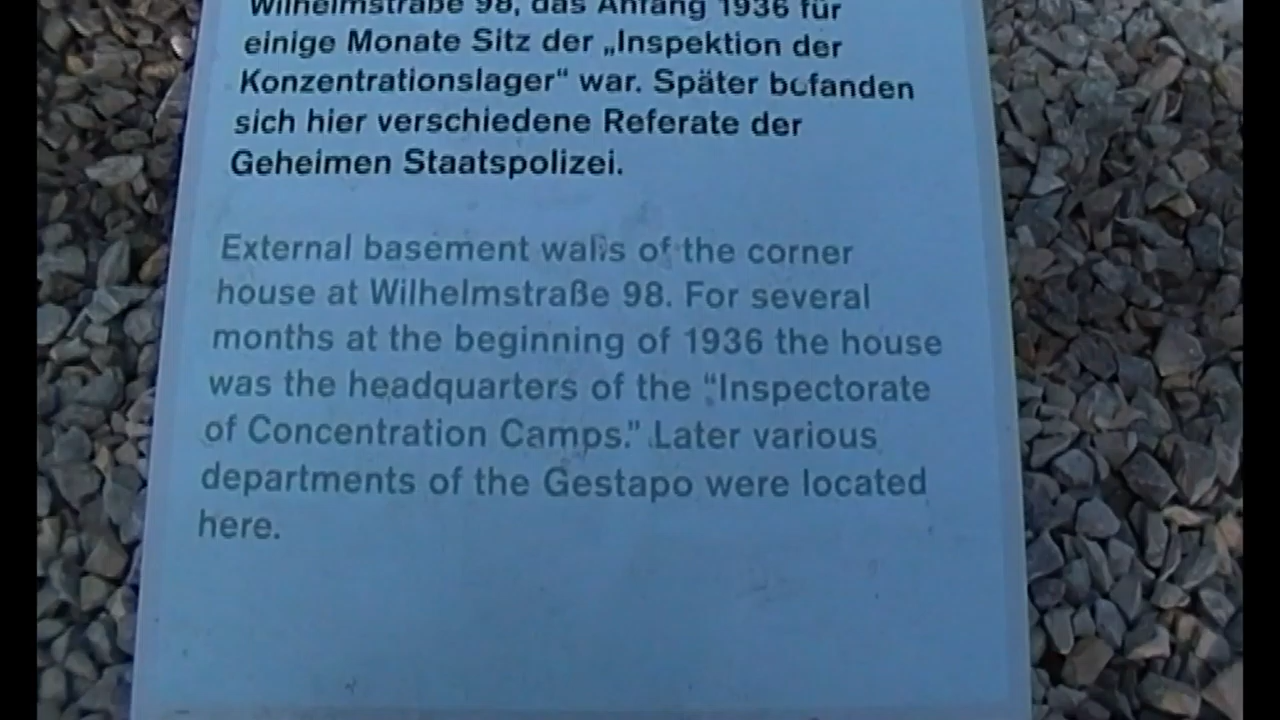 Wilhelmstraße 98, das Anfang 1936 für
einige Monate Sitz der „Inspektion der
Konzentrationslager“ war. Später befanden
sich hier verschiedene Referate der
Geheimen Staatspolizei.
External basement walls of the corner
house at Wilhelmstraße 98. For several
months at the beginning of 1936 the house
was the headquarters of the “Inspectorate
of Concentration Camps.” Later various
departments of the Gestapo were located
here.